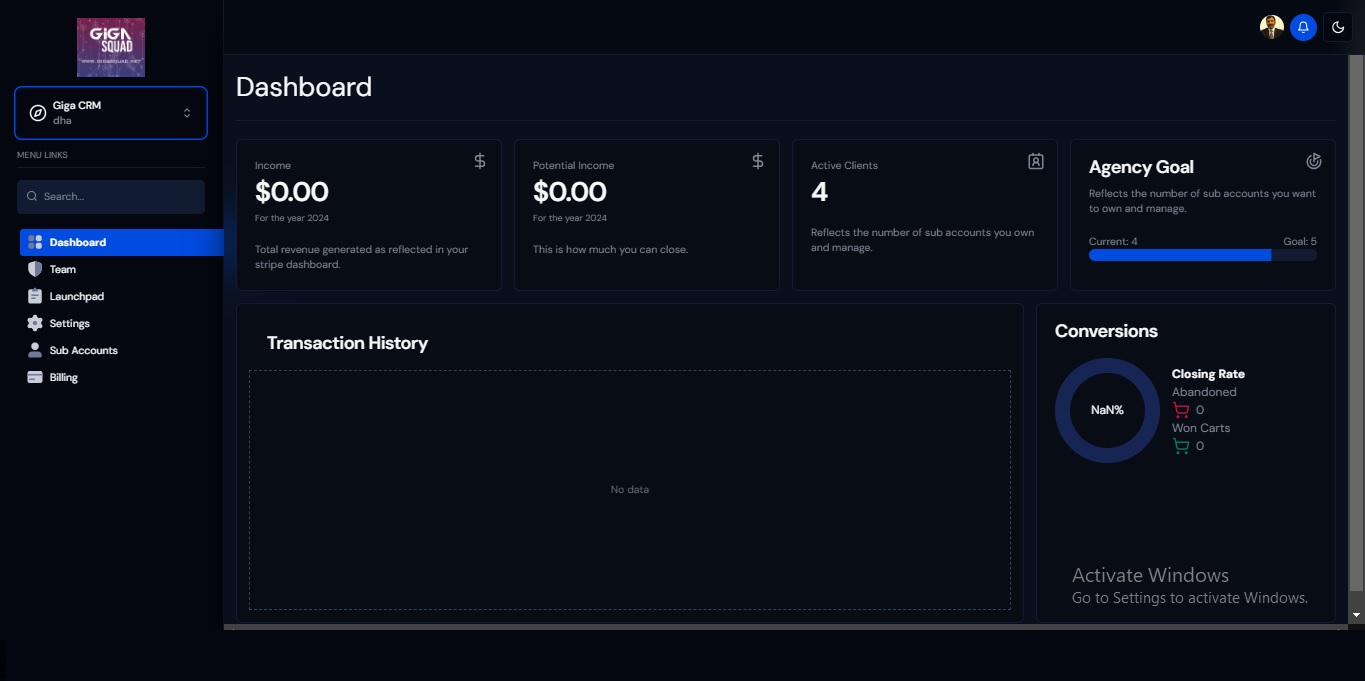 GIGA
SQUAD
WWW.GIGASQUAD.NET
Giga CRM
dha
MENU LINKS
Search...
Dashboard
Team
Launchpad
Settings
Sub Accounts
Billing
Dashboard
Income
$0.00
For the year 2024
Total revenue generated as reflected in your
stripe dashboard.
Potential Income
$0.00
For the year 2024
This is how much you can close.
Active Clients
4
Reflects the number of sub accounts you own
and manage.
Agency Goal
Reflects the number of sub accounts you want
to own and manage.
Current: 4
Goal: 5
Transaction History
No data
Conversions
NaN%
Closing Rate
Abandoned
0
Won Carts
0
Activate Windows
Go to Settings to activate Windows.